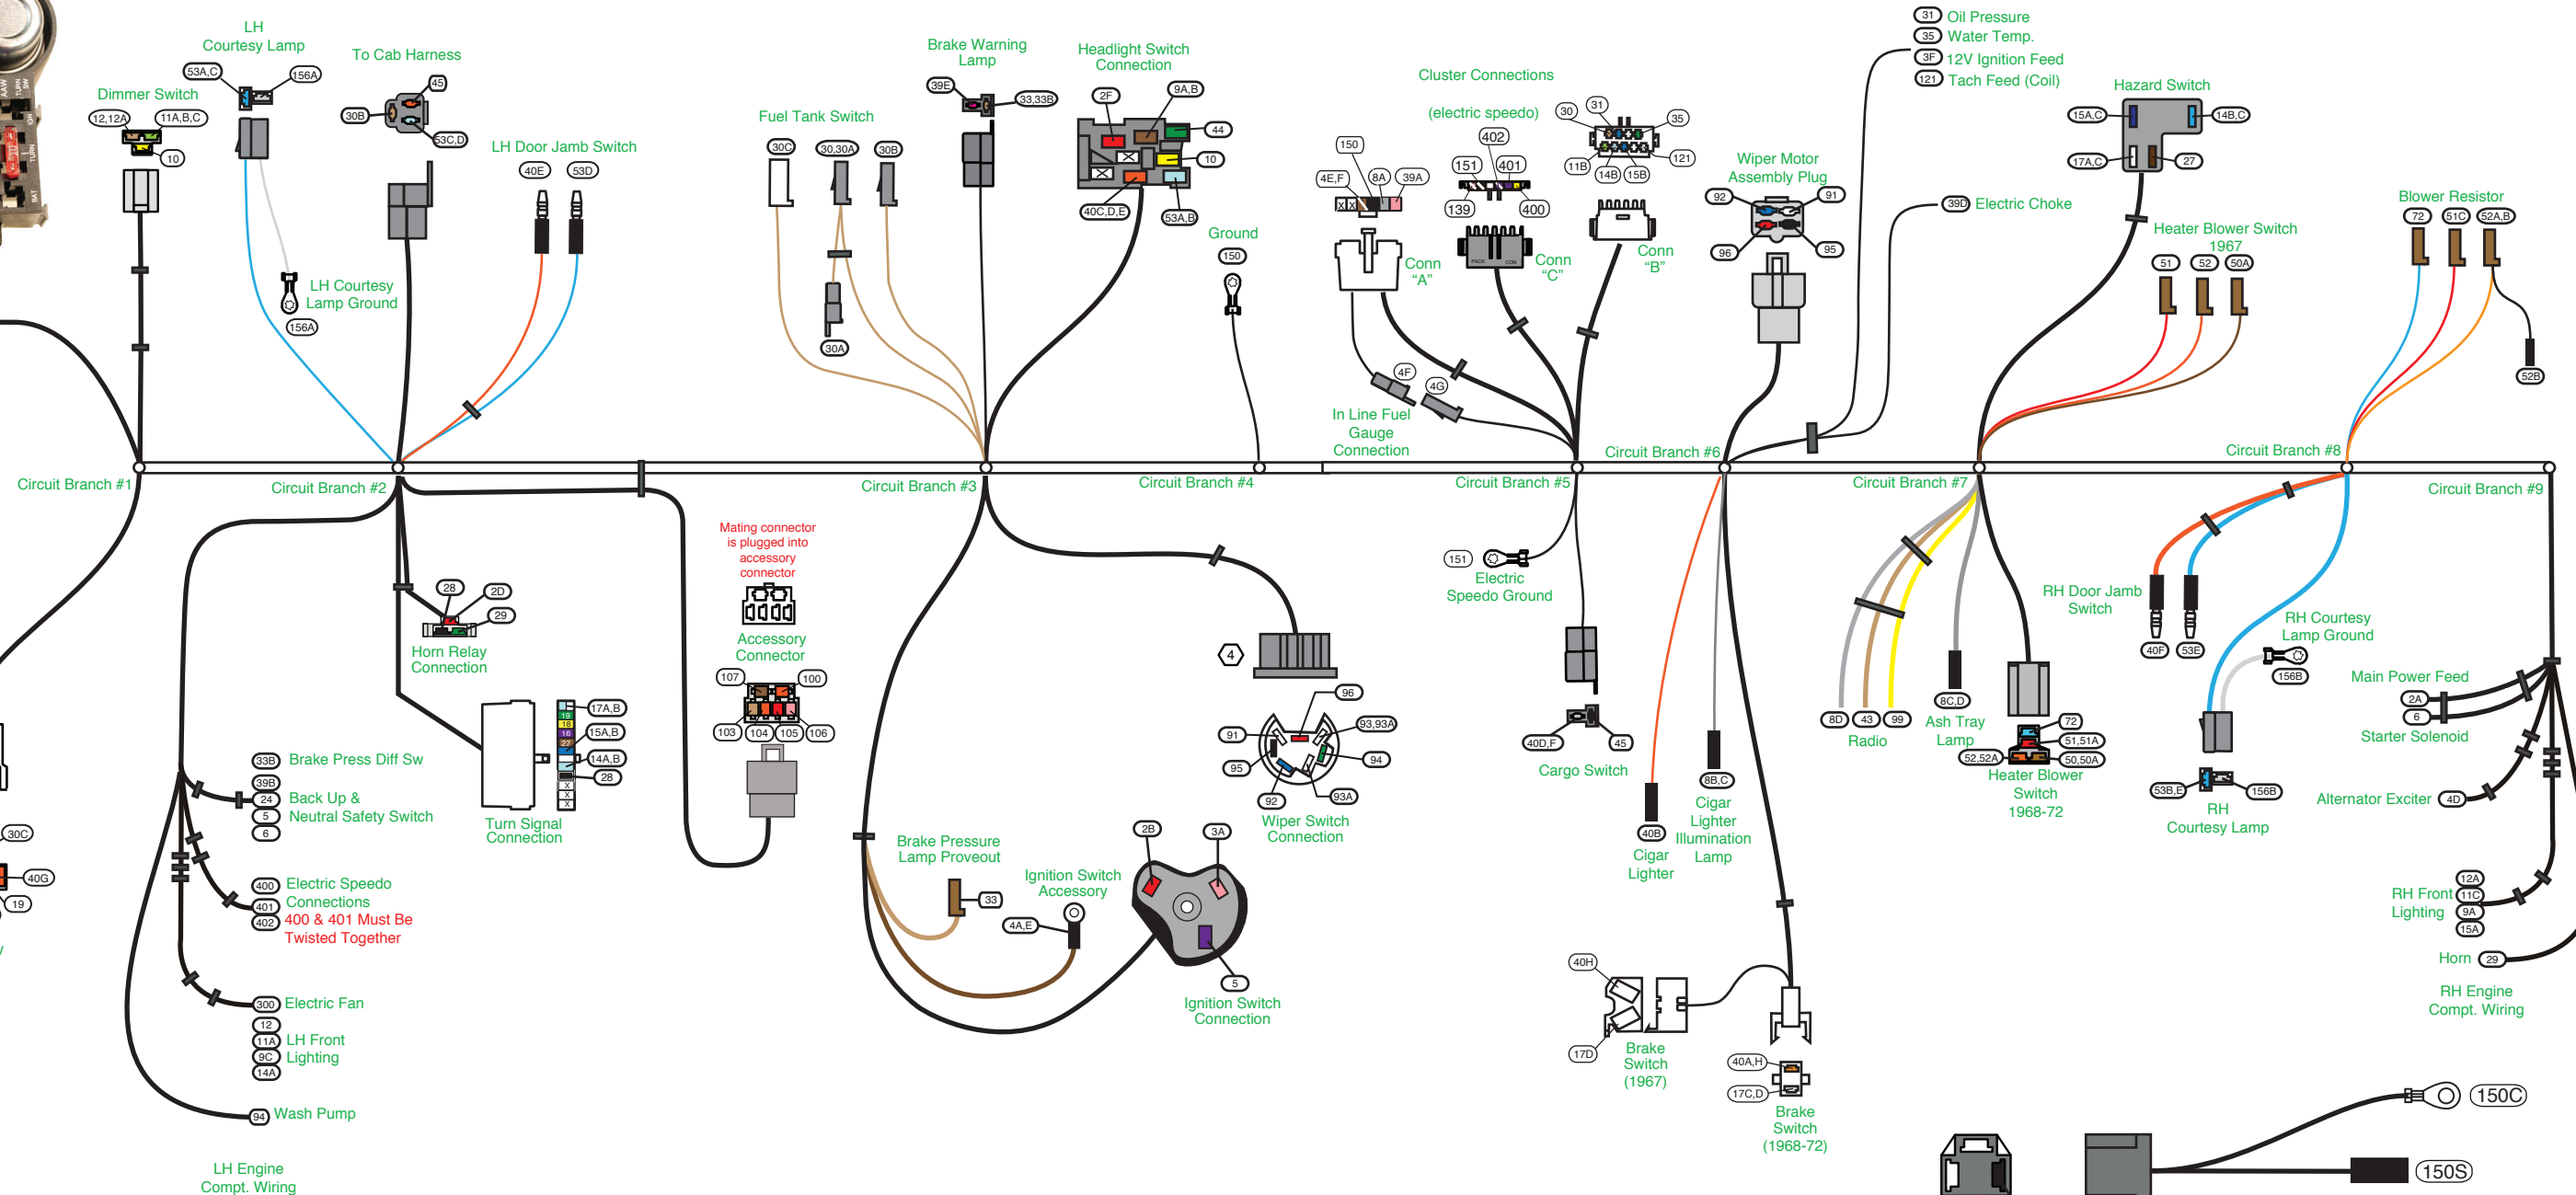 LH
Courtesy Lamp
53A,C
156A
To Cab Harness
45
30B
53C,D
Dimmer Switch
12,12A
11A,B,C
10
LH Courtesy
Lamp Ground
156A
LH Door Jamb Switch
40E
53D
Fuel Tank Switch
30C
30,30A
30B
30A
Brake Warning
Lamp
39E
33,33B
Headlight Switch
Connection
2F
9A,B
44
10
40C,D,E
53A,B
Ground
150
Cluster Connections
(electric speedo)
150
4E,F
8A
39A
X X
402
151
401
139
400
30
31
35
11B
14B
15B
121
Conn
"A"
PACK
CON
Conn
"C"
Conn
"B"
4F
4G
In Line Fuel
Gauge
Connection
Wiper Motor
Assembly Plug
92
91
96
95
31 Oil Pressure
35 Water Temp.
3F 12V Ignition Feed
121 Tach Feed (Coil)
39D Electric Choke
Hazard Switch
15A,C
14B,C
17A,C
27
Heater Blower Switch
1967
51
52
50A
Blower Resistor
72
51C
52A,B
52B
AAW
TURN
SW
IGN
TURN
BAT
Circuit Branch #1
Circuit Branch #2
Circuit Branch #3
Circuit Branch #4
Circuit Branch #5
Circuit Branch #6
Circuit Branch #7
Circuit Branch #8
Circuit Branch #9
30C
40G
19
y
28
2D
29
Horn Relay
Connection
17A,B
19
18
16
27
15A,B
14A,B
28
X
X
X
Turn Signal
Connection
33B Brake Press Diff Sw
39B
24 Back Up &
5 Neutral Safety Switch
6
400 Electric Speedo
401 Connections
402 400 & 401 Must Be
Twisted Together
300 Electric Fan
12
11A LH Front
9C Lighting
14A
94 Wash Pump
LH Engine
Compt. Wiring
Mating connector
is plugged into
accessory
connector
Accessory
Connector
107
100
103
104
105
106
Brake Pressure
Lamp Proveout
33
Ignition Switch
Accessory
4A,E
2B
3A
5
Ignition Switch
Connection
4
96
91
93,93A
94
95
92
93A
Wiper Switch
Connection
151
Electric
Speedo Ground
40D,F
45
Cargo Switch
40B
Cigar
Lighter
8B,C
Cigar
Lighter
Illumination
Lamp
40H
17D
Brake
Switch
(1967)
40A,H
17C,D
Brake
Switch
(1968-72)
8D
43
99
Radio
8C,D
Ash Tray
Lamp
72
51,51A
52,52A
50,50A
Heater Blower
Switch
1968-72
RH Door Jamb
Switch
40F
53E
RH Courtesy
Lamp Ground
156B
53B,E
156B
RH
Courtesy Lamp
Main Power Feed
2A
6
Starter Solenoid
Alternator Exciter 4D
12A
RH Front 11C
Lighting 9A
15A
Horn 29
RH Engine
Compt. Wiring
150C
150S